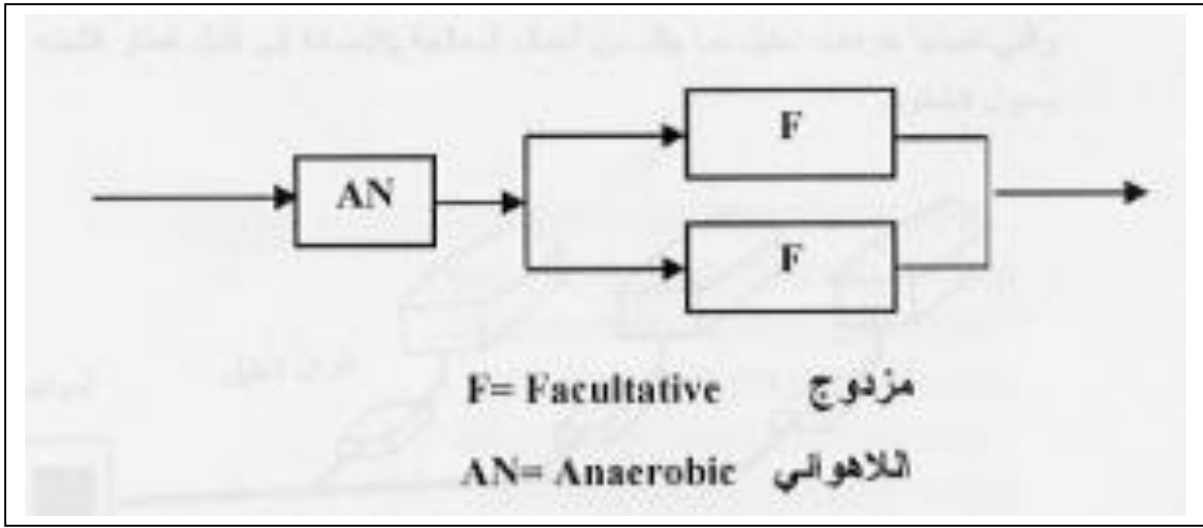 AN
F
F
F= Facultative مزدوج
AN= Anaerobic اللاهوائي